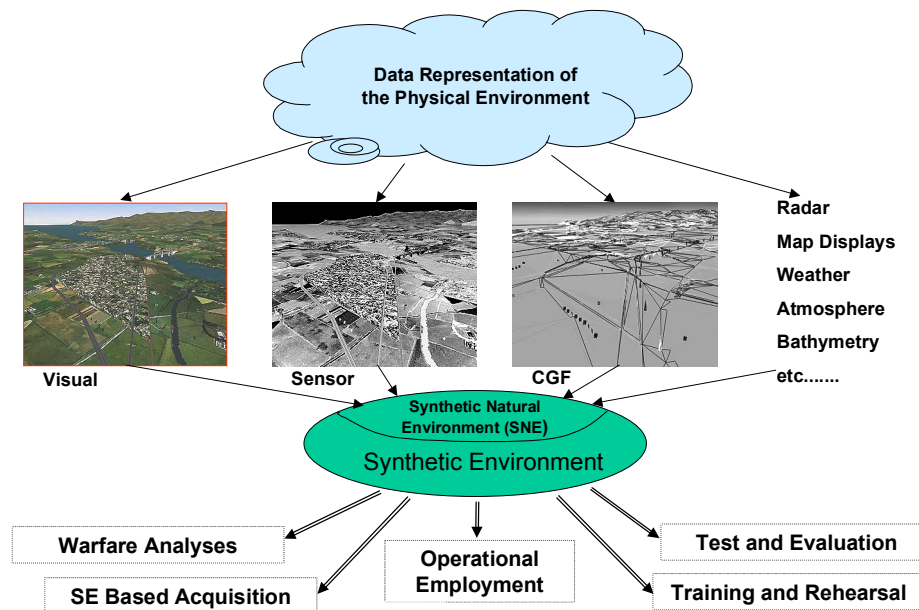 Data Representation of
the Physical Environment
Radar
Map Displays
Weather
Atmosphere
Bathymetry
etc.......
Visual
Sensor
CGF
Synthetic Natural
Environment (SNE)
Synthetic Environment
Warfare Analyses
SE Based Acquisition
Operational
Employment
Test and Evaluation
Training and Rehearsal